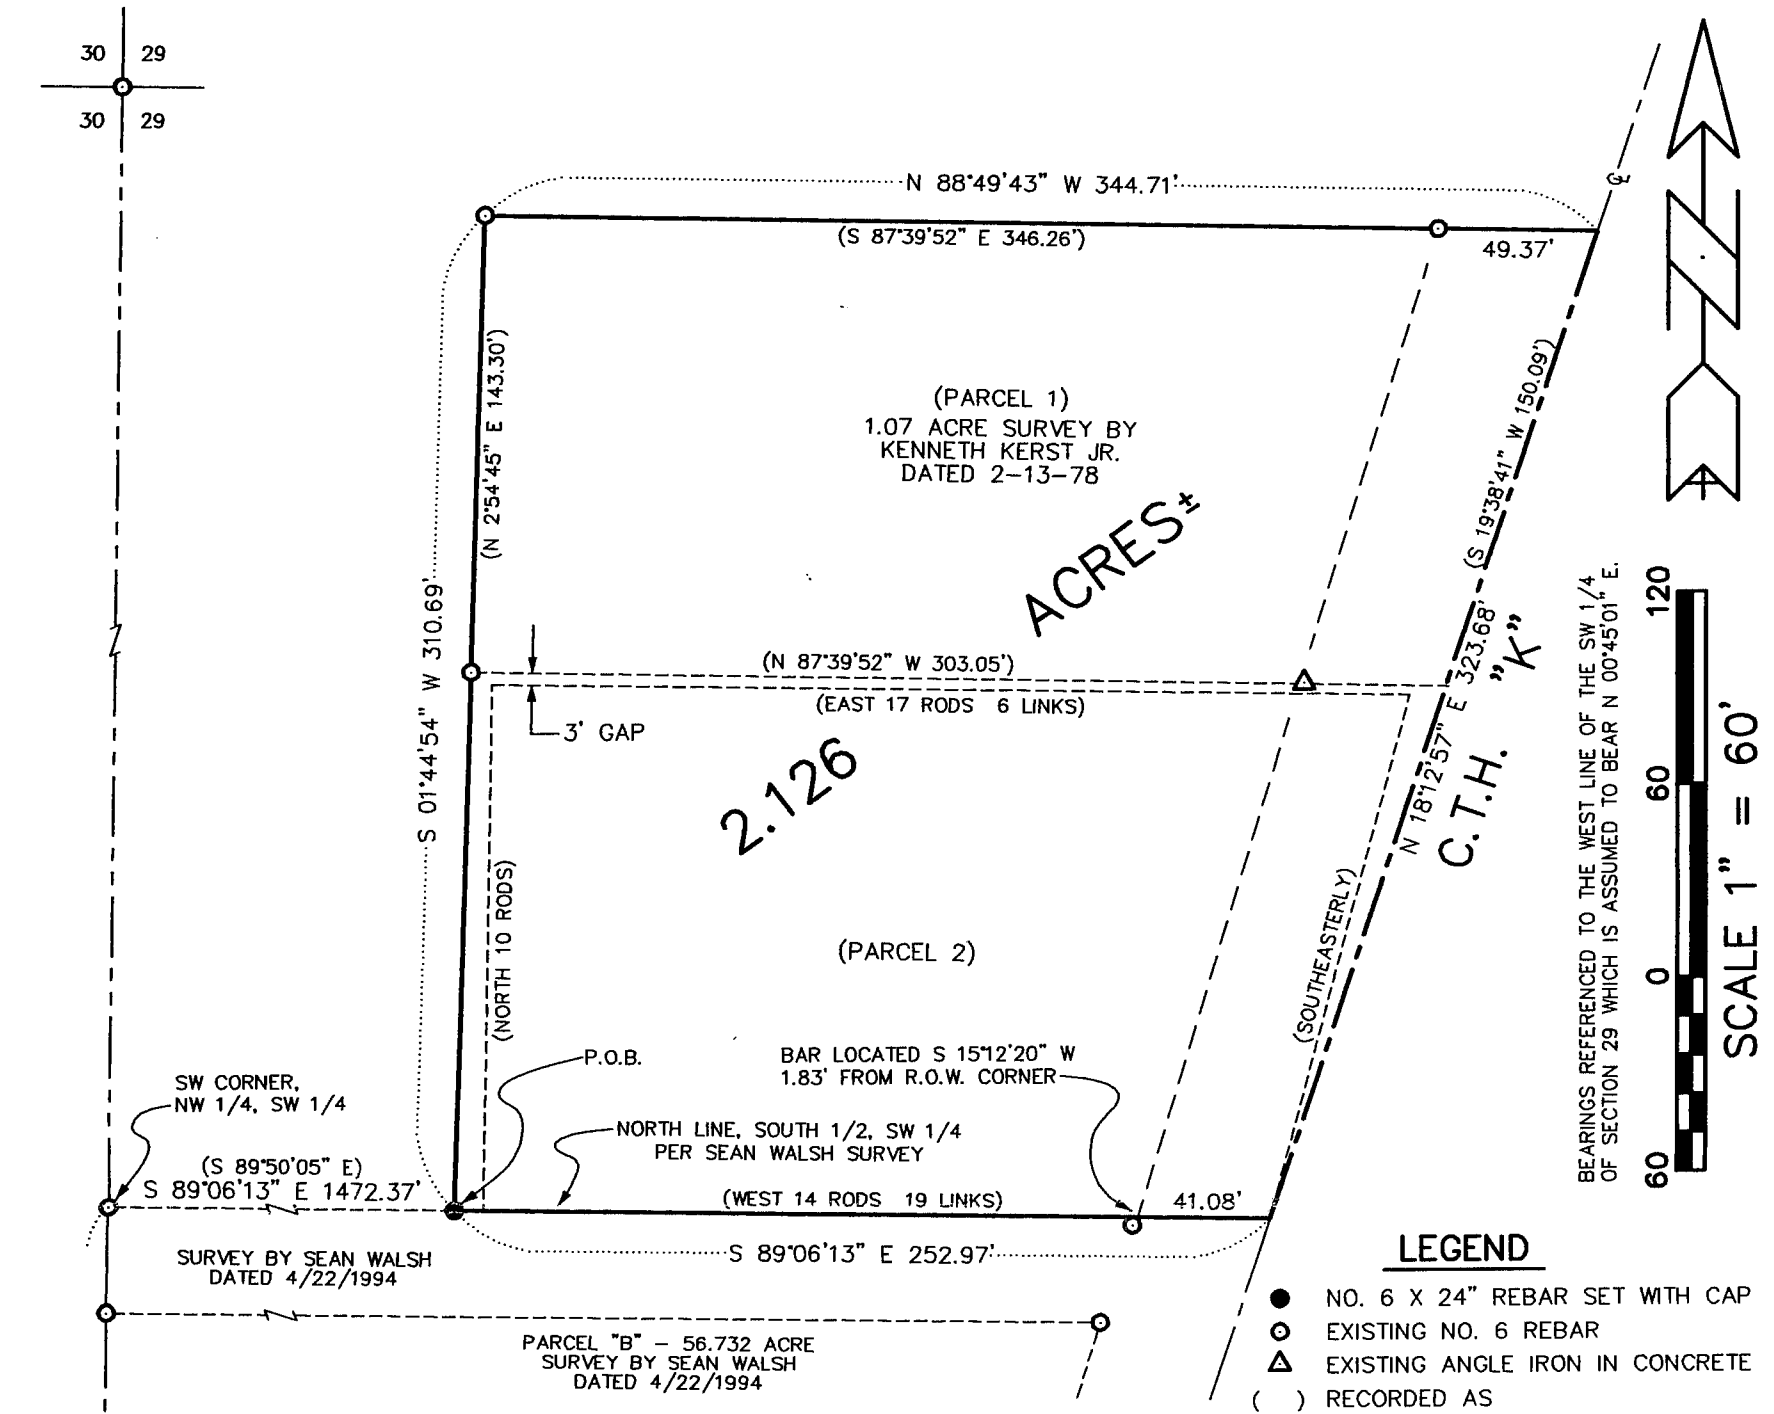 30 29
30 29
N 88°49'43" W 344.71'
(S 87°39'52" E 346.26')
49.37'
℄
(N 2°54'45" E 143.30')
S 01°44'54" W 310.69'
(PARCEL 1)
1.07 ACRE SURVEY BY
KENNETH KERST JR.
DATED 2-13-78
(S 19°38'41" W 150.09')
N 18°12'57" E 323.68'
C.T.H. "K"
2.126 ACRES±
(N 87°39'52" W 303.05')
(EAST 17 RODS 6 LINKS)
3' GAP
(NORTH 10 RODS)
(PARCEL 2)
(SOUTHEASTERLY)
P.O.B.
BAR LOCATED S 15°12'20" W
1.83' FROM R.O.W. CORNER
SW CORNER,
NW 1/4, SW 1/4
NORTH LINE, SOUTH 1/2, SW 1/4
PER SEAN WALSH SURVEY
(S 89°50'05" E)
S 89°06'13" E 1472.37'
(WEST 14 RODS 19 LINKS)
41.08'
S 89°06'13" E 252.97'
SURVEY BY SEAN WALSH
DATED 4/22/1994
PARCEL "B" - 56.732 ACRE
SURVEY BY SEAN WALSH
DATED 4/22/1994
N
BEARINGS REFERENCED TO THE WEST LINE OF THE SW 1/4
OF SECTION 29 WHICH IS ASSUMED TO BEAR N 00°45'01" E.
60 0 60 120
SCALE 1" = 60'
LEGEND
NO. 6 X 24" REBAR SET WITH CAP
EXISTING NO. 6 REBAR
EXISTING ANGLE IRON IN CONCRETE
( ) RECORDED AS